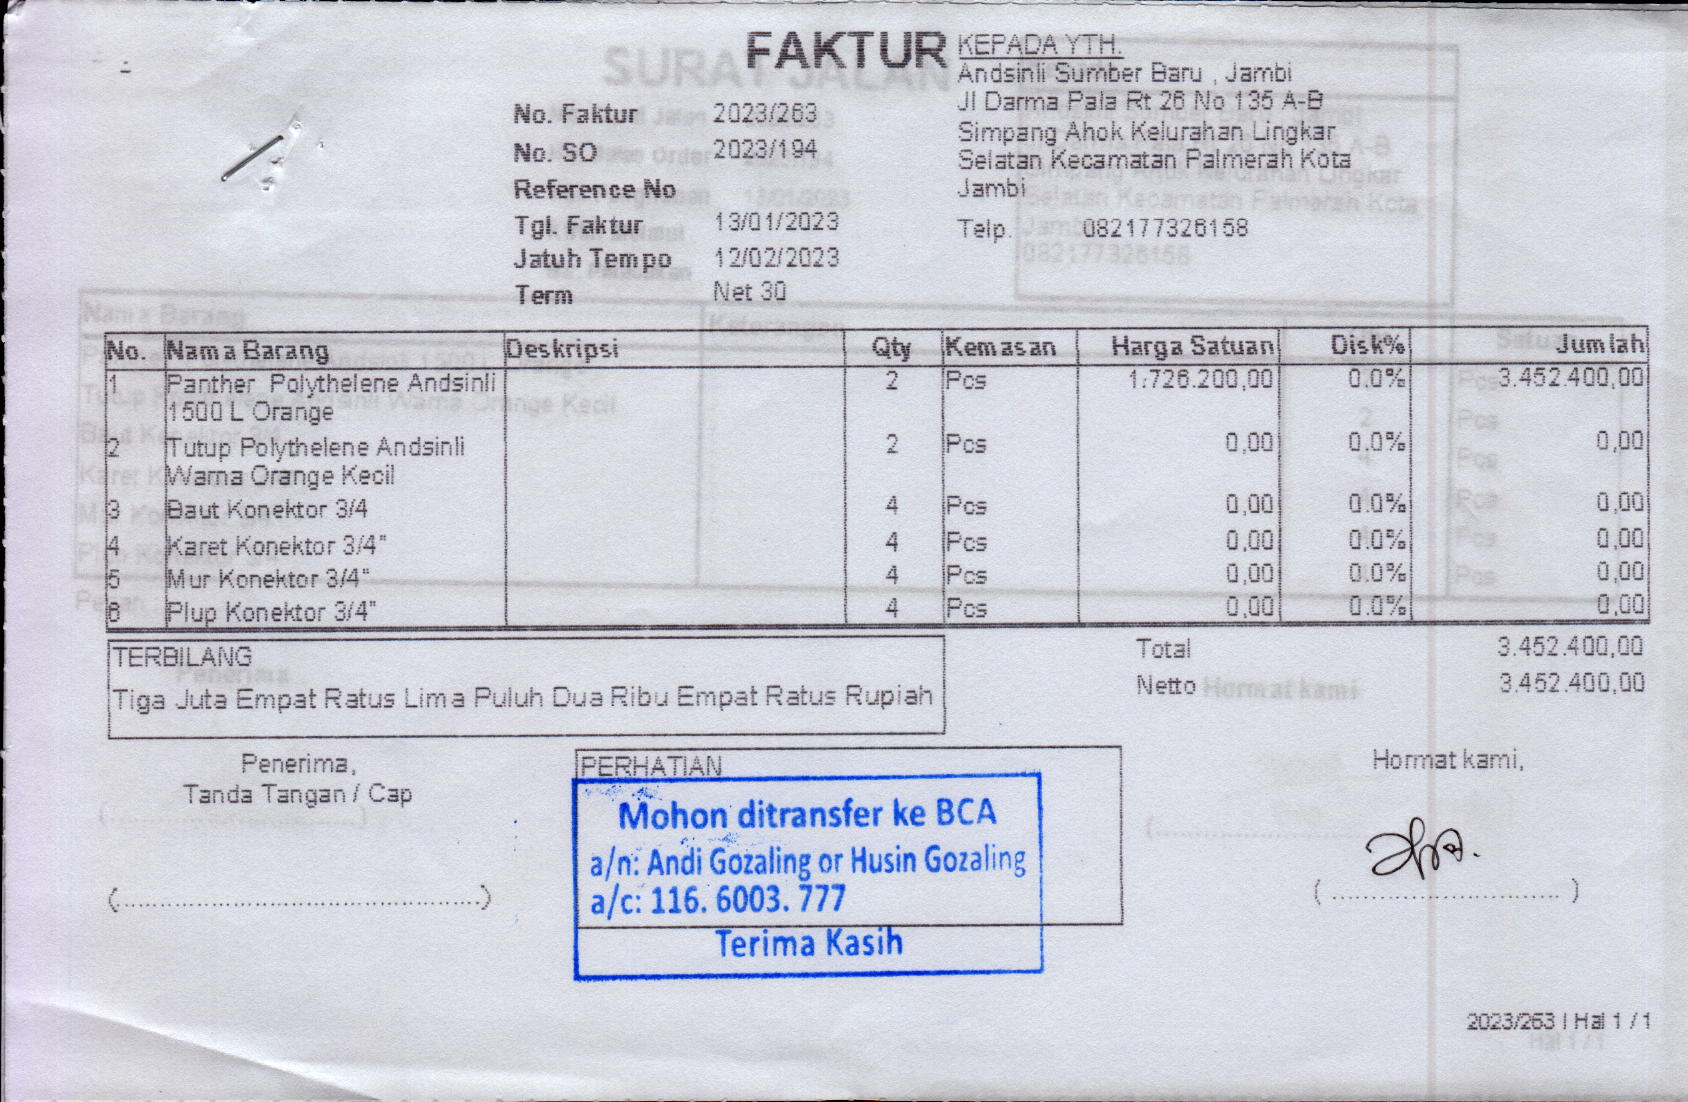 FAKTUR
KEPADA YTH.
Andsinli Sumber Baru , Jambi
Jl Darma Pala Rt 26 No 135 A-B
Simpang Ahok Kelurahan Lingkar
Selatan Kecamatan Palmerah Kota
Jambi
Telp. 082177326158
No. Faktur 2023/263
No. SO 2023/194
Reference No
Tgl. Faktur 13/01/2023
Jatuh Tempo 12/02/2023
Term Net 30
No. Nama Barang Deskripsi Qty Kemasan Harga Satuan Disk% Jumlah
1 Panther Polythelene Andsinli 2 Pcs 1.726.200,00 0.0% 3.452.400,00
1500 L Orange
2 Tutup Polythelene Andsinli 2 Pcs 0,00 0.0% 0,00
Warna Orange Kecil
3 Baut Konektor 3/4 4 Pcs 0,00 0.0% 0,00
4 Karet Konektor 3/4" 4 Pcs 0,00 0.0% 0,00
5 Mur Konektor 3/4" 4 Pcs 0,00 0.0% 0,00
6 Plup Konektor 3/4" 4 Pcs 0,00 0.0% 0,00
TERBILANG
Tiga Juta Empat Ratus Lima Puluh Dua Ribu Empat Ratus Rupiah
Total 3.452.400,00
Netto 3.452.400,00
Penerima,
Tanda Tangan / Cap
(..............................................)
PERHATIAN
Mohon ditransfer ke BCA
a/n: Andi Gozaling or Husin Gozaling
a/c: 116. 6003. 777
Terima Kasih
Hormat kami,
( ............................. )
2023/263 | Hal 1 / 1